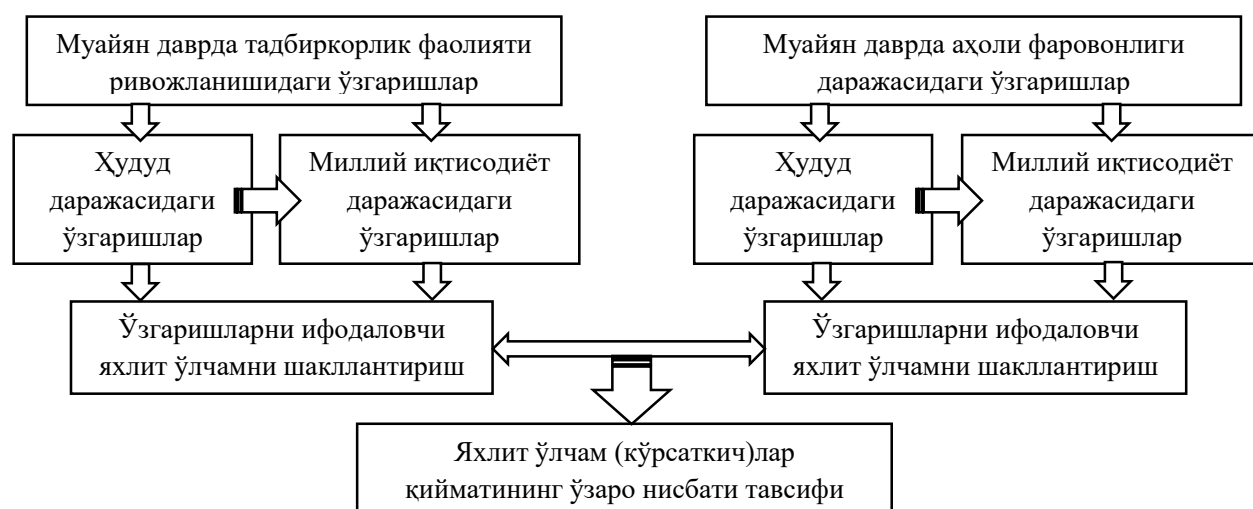 Муайян даврда тадбиркорлик фаолияти
ривожланишидаги ўзгаришлар
Муайян даврда аҳоли фаровонлиги
даражасидаги ўзгаришлар
Ҳудуд
даражасидаги
ўзгаришлар
Миллий иқтисодиёт
даражасидаги
ўзгаришлар
Ҳудуд
даражасидаги
ўзгаришлар
Миллий иқтисодиёт
даражасидаги
ўзгаришлар
Ўзгаришларни ифодаловчи
яхлит ўлчамни шакллантириш
Ўзгаришларни ифодаловчи
яхлит ўлчамни шакллантириш
Яхлит ўлчам (кўрсаткич)лар
қийматининг ўзаро нисбати тавсифи